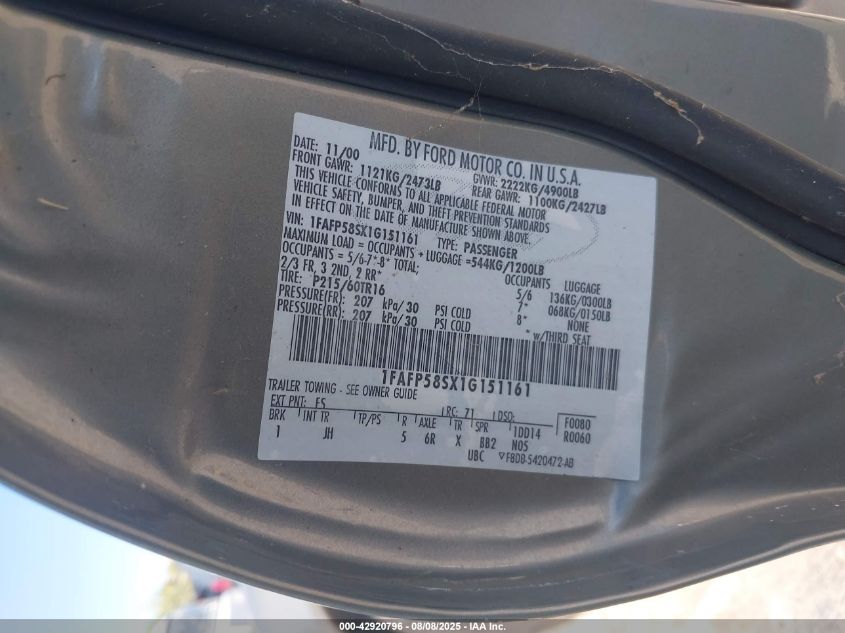 MFD. BY FORD MOTOR CO. IN U.S.A.
DATE: 11/00 GVWR: 2222KG/4900LB
FRONT GAWR: 1121KG/2473LB REAR GAWR: 1100KG/2427LB
THIS VEHICLE CONFORMS TO ALL APPLICABLE FEDERAL MOTOR
VEHICLE SAFETY, BUMPER, AND THEFT PREVENTION STANDARDS
IN EFFECT ON THE DATE OF MANUFACTURE SHOWN ABOVE.
VIN: 1FAFP58SX1G151161 TYPE: PASSENGER
MAXIMUM LOAD = OCCUPANTS + LUGGAGE =544KG/1200LB
OCCUPANTS = 5/6-7*-8* TOTAL; OCCUPANTS LUGGAGE
2/3 FR, 3 2ND, 2 RR* 5/6 136KG/0300LB
TIRE: P215/60TR16 7* 068KG/0150LB
PRESSURE(FR): 207 kPa/30 PSI COLD 8* NONE
PRESSURE(RR): 207 kPa/30 PSI COLD * w/THIRD SEAT
1FAFP58SX1G151161
TRAILER TOWING - SEE OWNER GUIDE
EXT PNT: FS RC: 71 DSO: F0080
BRK INT TR TP/PS R AXLE TR SPR 1DD14 R0060
1 JH 5 6R X BB2 N05
UBC F8DB-5420472-AB
000-42920796 - 08/08/2025 - IAA Inc.